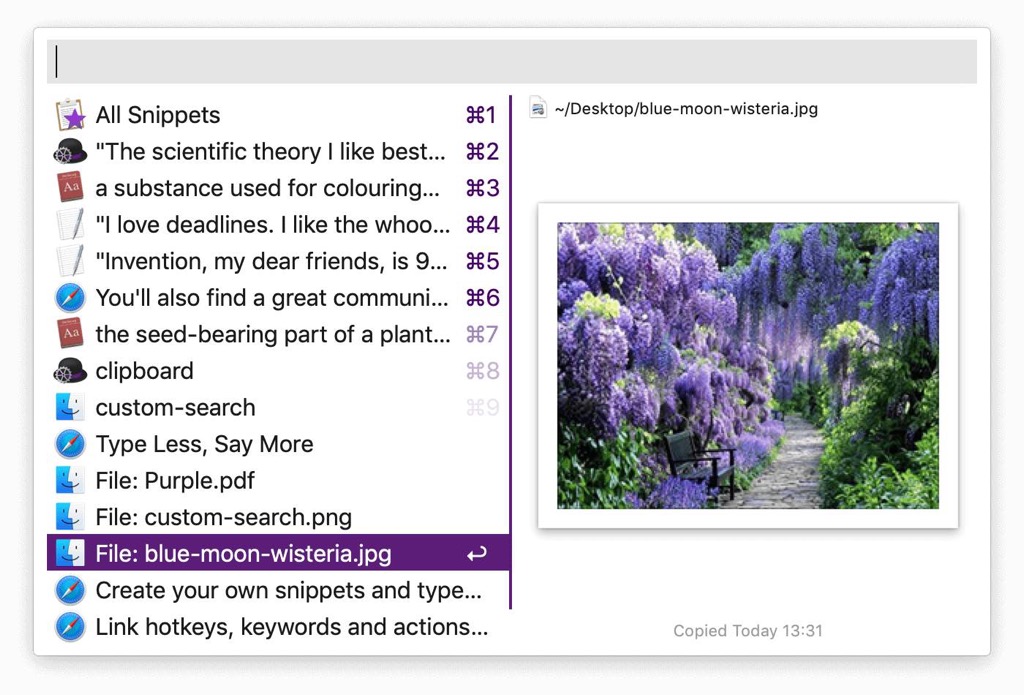 All Snippets ⌘1
"The scientific theory I like best... ⌘2
a substance used for colouring... ⌘3
"I love deadlines. I like the whoo... ⌘4
"Invention, my dear friends, is 9... ⌘5
You'll also find a great communi... ⌘6
the seed-bearing part of a plant... ⌘7
clipboard ⌘8
custom-search ⌘9
Type Less, Say More
File: Purple.pdf
File: custom-search.png
File: blue-moon-wisteria.jpg ↩
Create your own snippets and type...
Link hotkeys, keywords and actions...
~/Desktop/blue-moon-wisteria.jpg
Copied Today 13:31